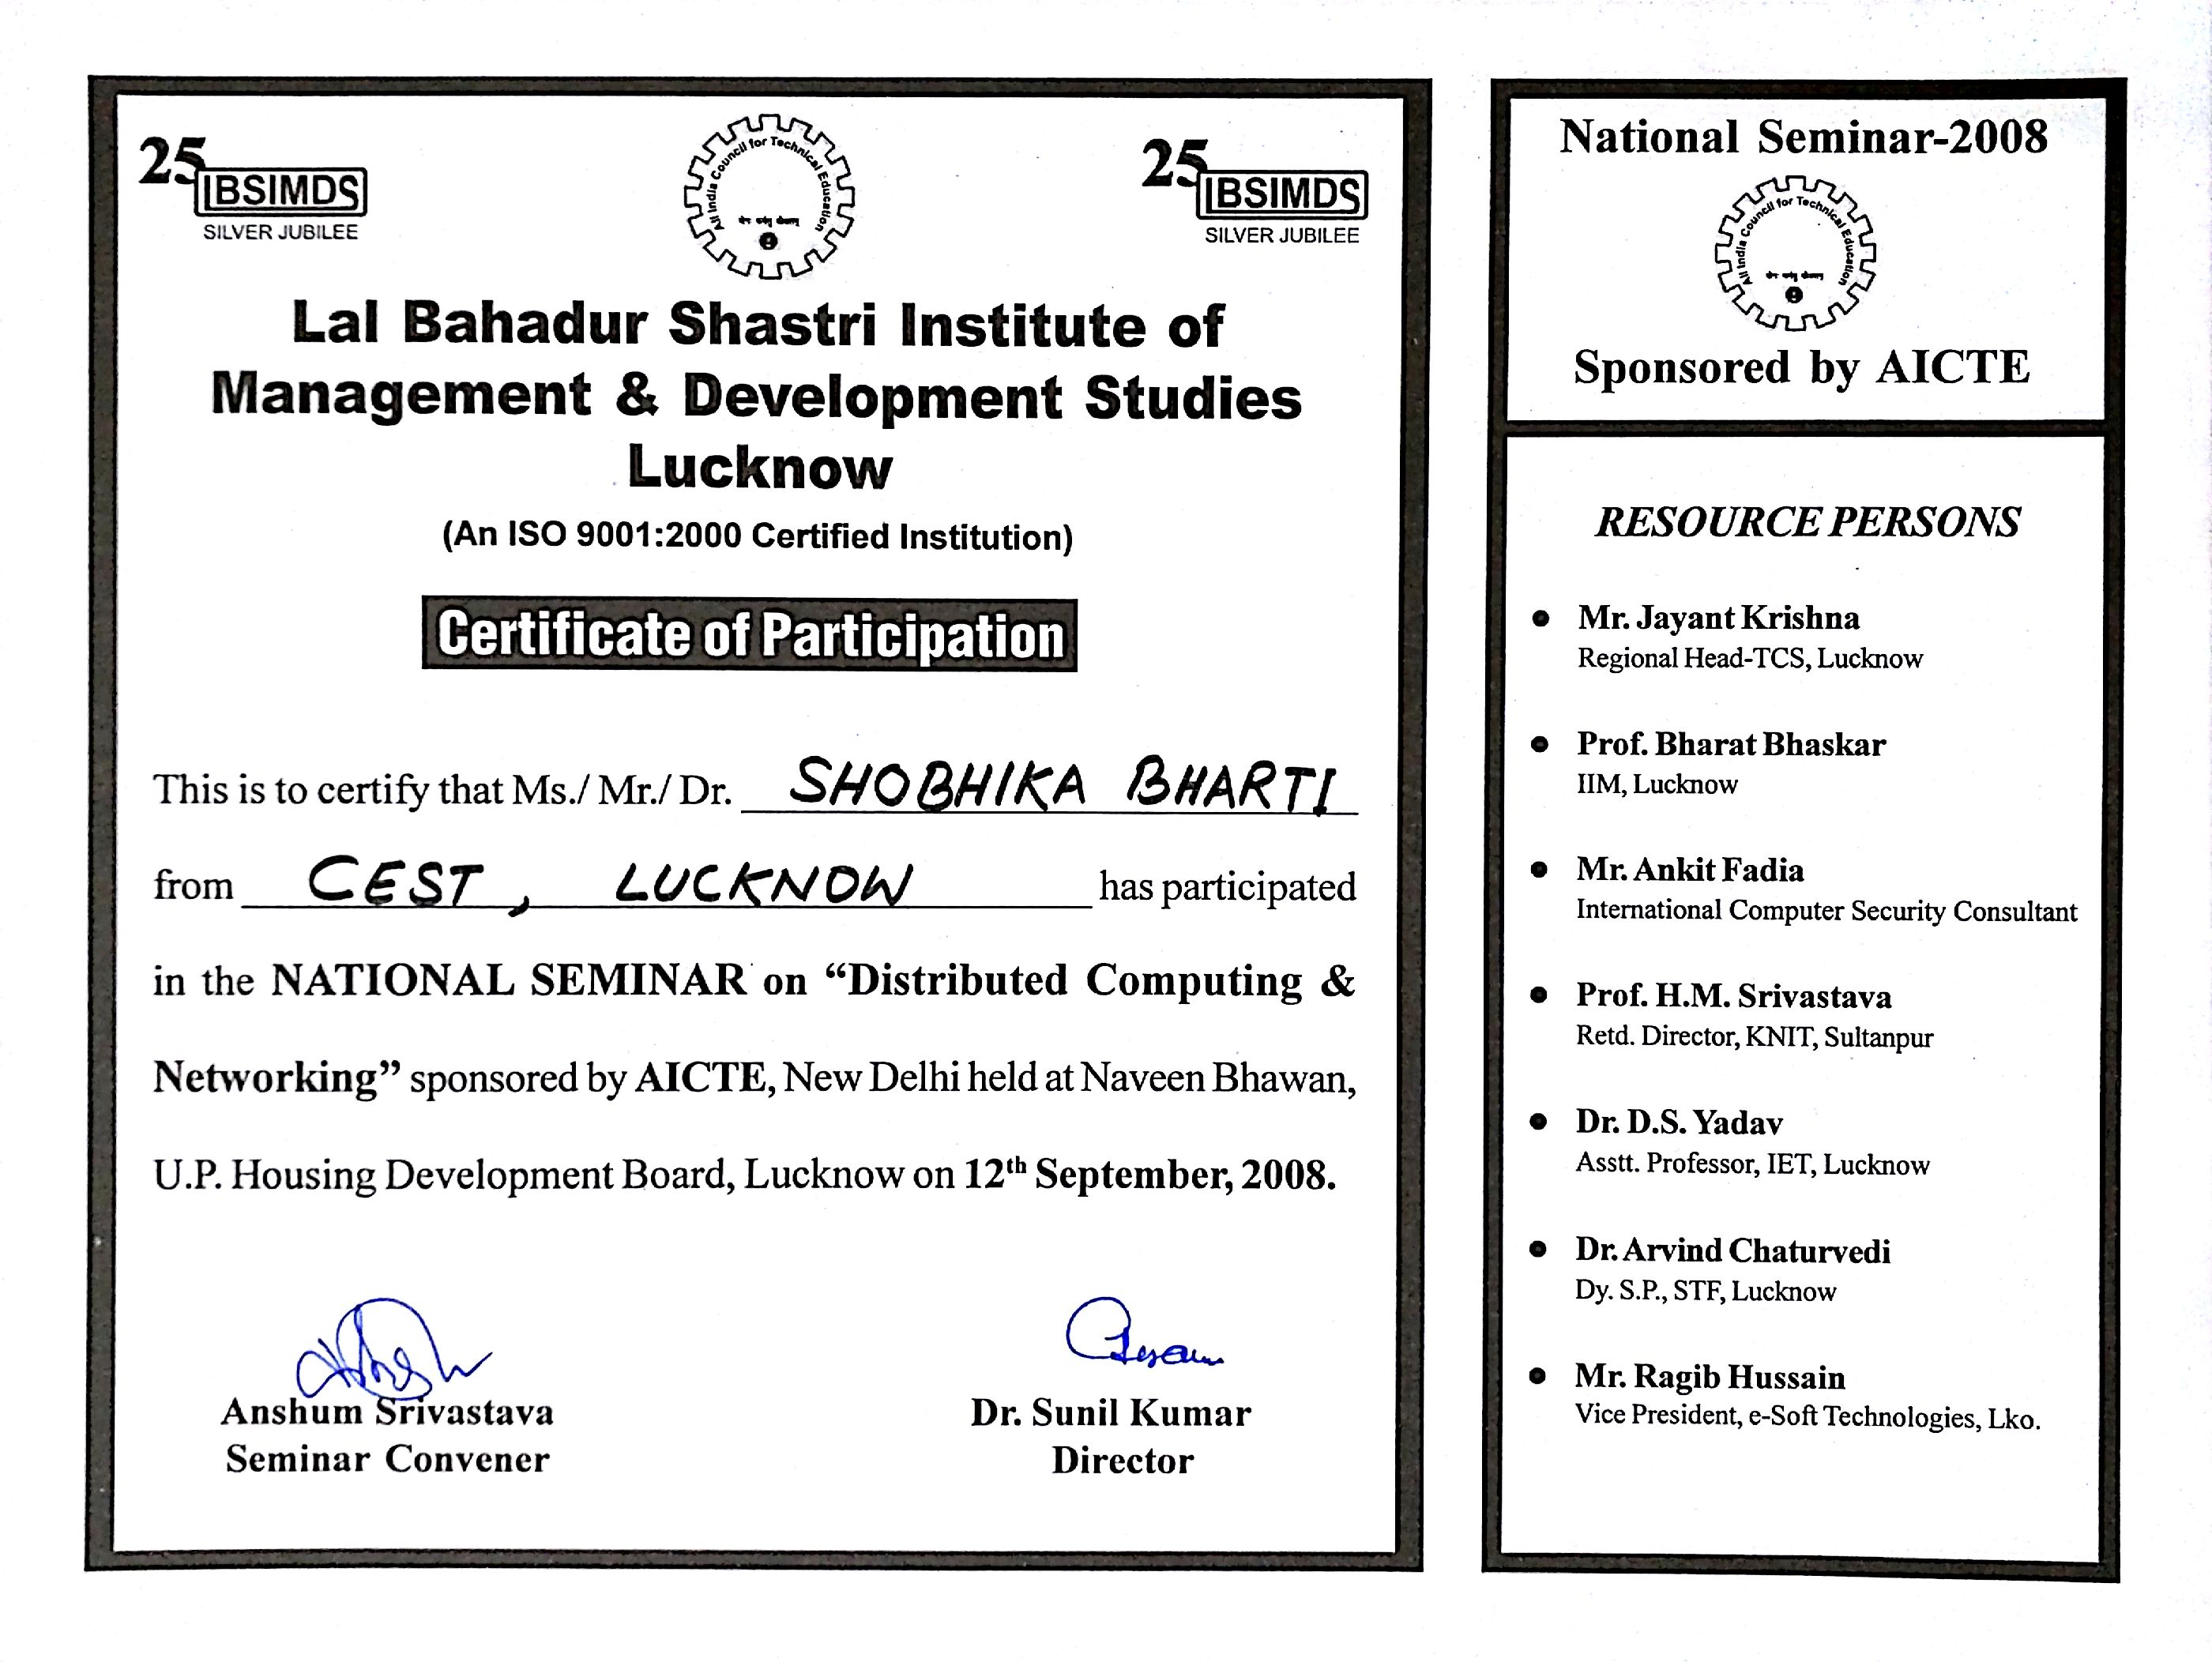 25
LBSIMDS
SILVER JUBILEE
All India Council for Technical Education
25
LBSIMDS
SILVER JUBILEE
Lal Bahadur Shastri Institute of
Management & Development Studies
Lucknow
(An ISO 9001:2000 Certified Institution)
Certificate of Participation
This is to certify that Ms./ Mr./ Dr. SHOBHIKA BHARTI
from CEST, LUCKNOW has participated
in the NATIONAL SEMINAR on “Distributed Computing &
Networking” sponsored by AICTE, New Delhi held at Naveen Bhawan,
U.P. Housing Development Board, Lucknow on 12th September, 2008.
Anshum Srivastava
Seminar Convener
Dr. Sunil Kumar
Director
National Seminar-2008
All India Council for Technical Education
Sponsored by AICTE
RESOURCE PERSONS
● Mr. Jayant Krishna
Regional Head-TCS, Lucknow
● Prof. Bharat Bhaskar
IIM, Lucknow
● Mr. Ankit Fadia
International Computer Security Consultant
● Prof. H.M. Srivastava
Retd. Director, KNIT, Sultanpur
● Dr. D.S. Yadav
Asstt. Professor, IET, Lucknow
● Dr. Arvind Chaturvedi
Dy. S.P., STF, Lucknow
● Mr. Ragib Hussain
Vice President, e-Soft Technologies, Lko.